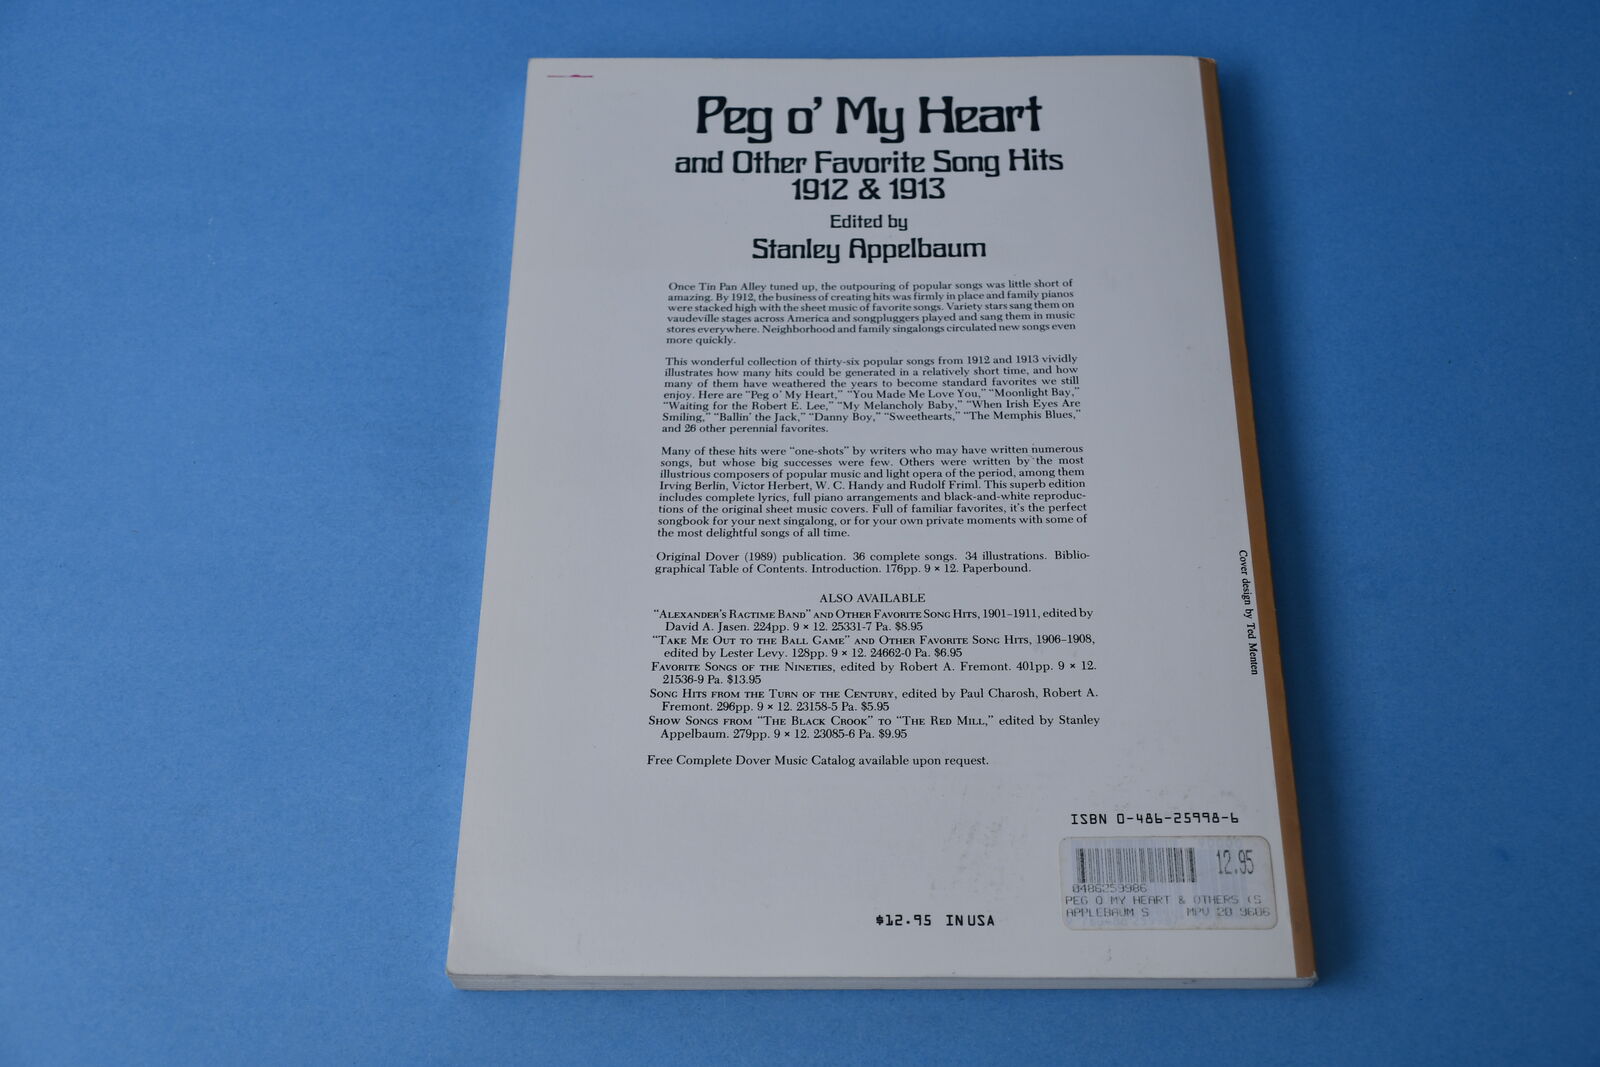 Peg o' My Heart
and Other Favorite Song Hits
1912 & 1913
Edited by
Stanley Appelbaum
Once Tin Pan Alley tuned up, the outpouring of popular songs was little short of
amazing. By 1912, the business of creating hits was firmly in place and family pianos
were stacked high with the sheet music of favorite songs. Variety stars sang them on
vaudeville stages across America and songpluggers played and sang them in music
stores everywhere. Neighborhood and family singalongs circulated new songs even
more quickly.
This wonderful collection of thirty-six popular songs from 1912 and 1913 vividly
illustrates how many hits could be generated in a relatively short time, and how
many of them have weathered the years to become standard favorites we still
enjoy. Here are "Peg o' My Heart," "You Made Me Love You," "Moonlight Bay,"
"Waiting for the Robert E. Lee," "My Melancholy Baby," "When Irish Eyes Are
Smiling," "Ballin' the Jack," "Danny Boy," "Sweethearts," "The Memphis Blues,"
and 26 other perennial favorites.
Many of these hits were "one-shots" by writers who may have written numerous
songs, but whose big successes were few. Others were written by the most
illustrious composers of popular music and light opera of the period, among them
Irving Berlin, Victor Herbert, W. C. Handy and Rudolf Friml. This superb edition
includes complete lyrics, full piano arrangements and black-and-white reproduc-
tions of the original sheet music covers. Full of familiar favorites, it's the perfect
songbook for your next singalong, or for your own private moments with some of
the most delightful songs of all time.
Original Dover (1989) publication. 36 complete songs. 34 illustrations. Biblio-
graphical Table of Contents. Introduction. 176pp. 9 × 12. Paperbound.
ALSO AVAILABLE
"ALEXANDER'S RAGTIME BAND" AND OTHER FAVORITE SONG HITS, 1901-1911, edited by
David A. Jasen. 224pp. 9 × 12. 25331-7 Pa. $8.95
"TAKE ME OUT TO THE BALL GAME" AND OTHER FAVORITE SONG HITS, 1906-1908,
edited by Lester Levy. 128pp. 9 × 12. 24662-0 Pa. $6.95
FAVORITE SONGS OF THE NINETIES, edited by Robert A. Fremont. 401pp. 9 × 12.
21536-9 Pa. $13.95
SONG HITS FROM THE TURN OF THE CENTURY, edited by Paul Charosh, Robert A.
Fremont. 296pp. 9 × 12. 23158-5 Pa. $5.95
SHOW SONGS FROM "THE BLACK CROOK" TO "THE RED MILL," edited by Stanley
Appelbaum. 279pp. 9 × 12. 23085-6 Pa. $9.95
Free Complete Dover Music Catalog available upon request.
Cover design by Ted Menten
ISBN 0-486-25998-6
12.95
0486259986
PEG O MY HEART & OTHERS (S
APPLEBAUM S MPV 20 9606
$12.95 IN USA